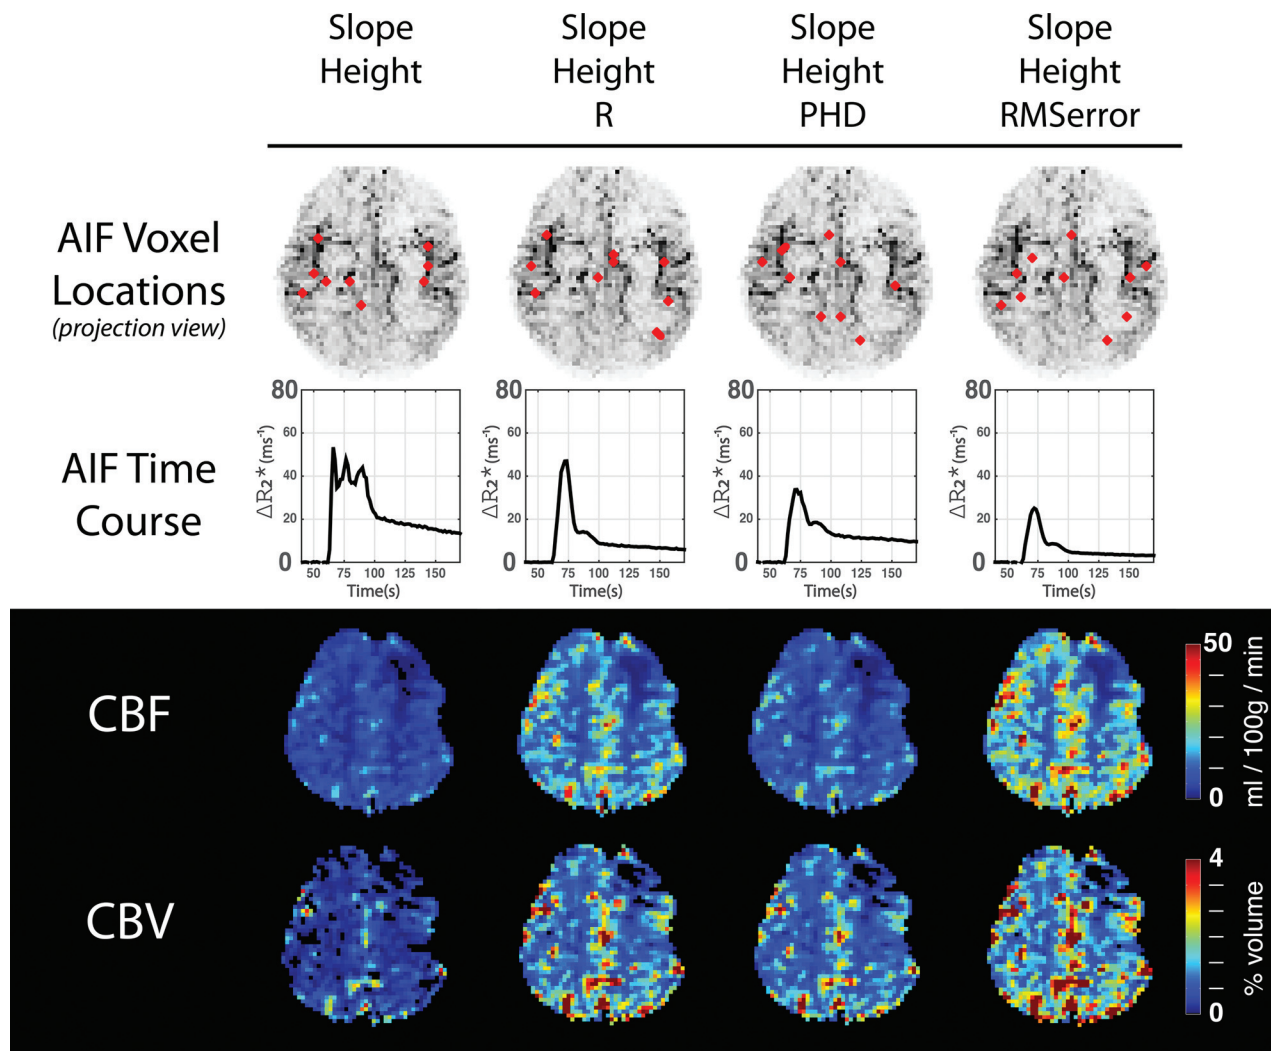 Slope
Height
Slope
Height
R
Slope
Height
PHD
Slope
Height
RMSerror
AIF Voxel
Locations
(projection view)
AIF Time
Course
80
60
40
20
0
ΔR2* (ms-1)
50 75 100 125 150
Time(s)
80
60
40
20
0
ΔR2* (ms-1)
50 75 100 125 150
Time(s)
80
60
40
20
0
ΔR2* (ms-1)
50 75 100 125 150
Time(s)
80
60
40
20
0
ΔR2* (ms-1)
50 75 100 125 150
Time(s)
CBF
50
0
ml / 100g / min
CBV
4
0
% volume